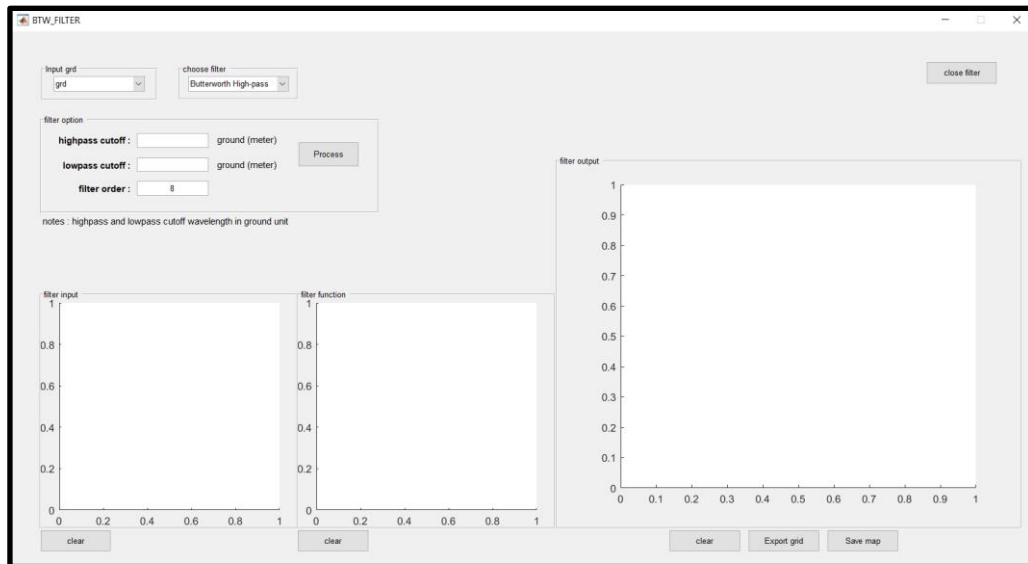 BTW_FILTER
Input grd
grd
choose filter
Butterworth High-pass
close filter
filter option
highpass cutoff : ground (meter)
lowpass cutoff : ground (meter)
filter order : 8
Process
notes : highpass and lowpass cutoff wavelength in ground unit
filter input
1
0.8
0.6
0.4
0.2
0
0 0.2 0.4 0.6 0.8 1
clear
filter function
1
0.8
0.6
0.4
0.2
0
0 0.2 0.4 0.6 0.8 1
clear
filter output
1
0.9
0.8
0.7
0.6
0.5
0.4
0.3
0.2
0.1
0
0 0.1 0.2 0.3 0.4 0.5 0.6 0.7 0.8 0.9 1
clear Export grid Save map